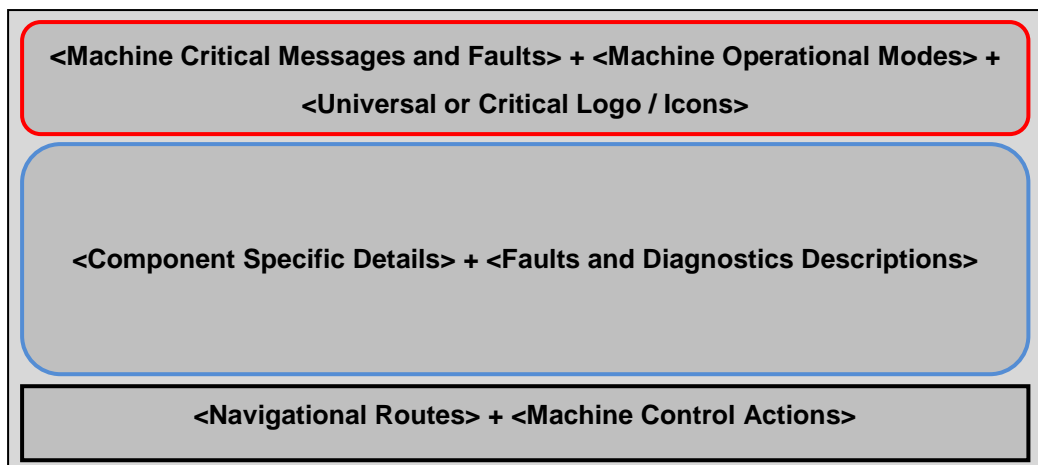 <Machine Critical Messages and Faults> + <Machine Operational Modes> +
<Universal or Critical Logo / Icons>
<Component Specific Details> + <Faults and Diagnostics Descriptions>
<Navigational Routes> + <Machine Control Actions>